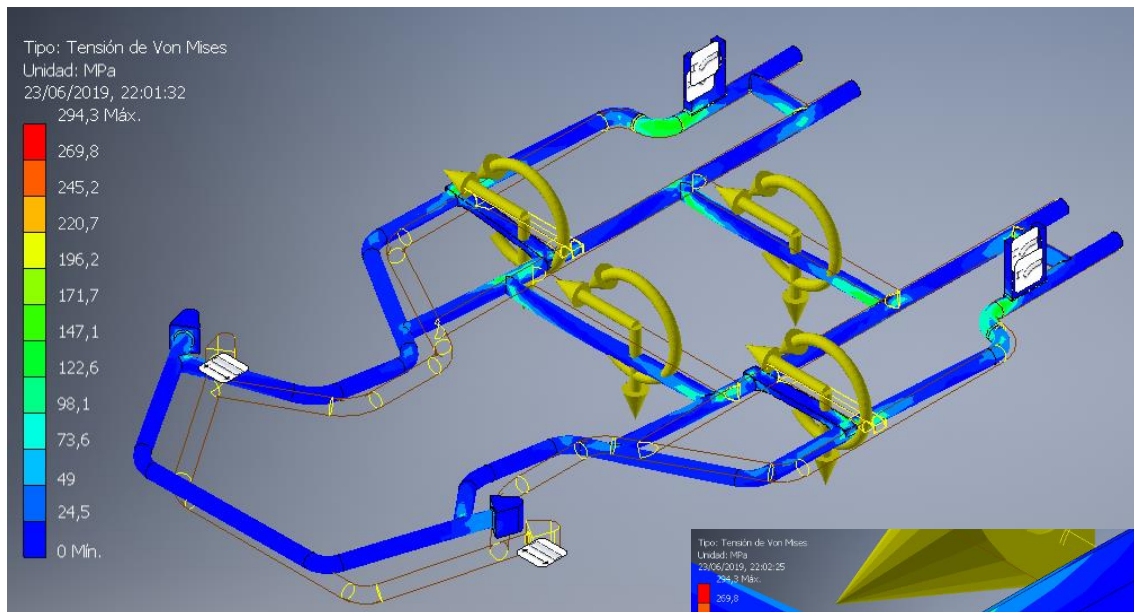 Tipo: Tensión de Von Mises
Unidad: MPa
23/06/2019, 22:01:32
294,3 Máx.
269,8
245,2
220,7
196,2
171,7
147,1
122,6
98,1
73,6
49
24,5
0 Mín.
Tipo: Tensión de Von Mises
Unidad: MPa
23/06/2019, 22:02:25
294,3 Máx.
269,8